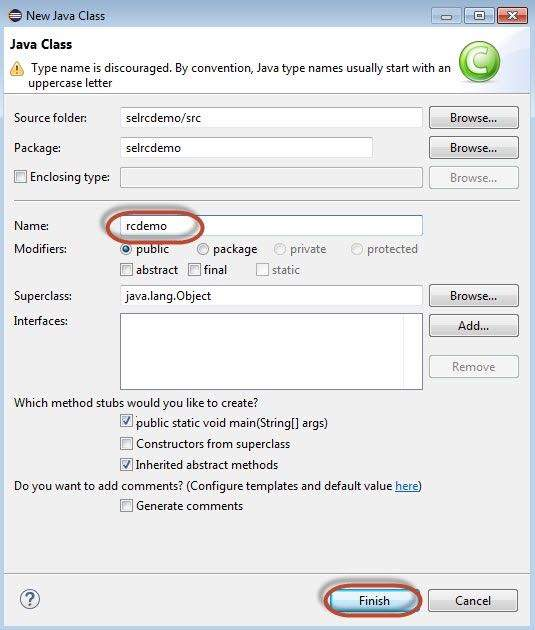 New Java Class
Java Class
Type name is discouraged. By convention, Java type names usually start with an
uppercase letter
Source folder: selrcdemo/src Browse...
Package: selrcdemo Browse...
Enclosing type: Browse...
Name: rcdemo
Modifiers: public package private protected
abstract final static
Superclass: java.lang.Object Browse...
Interfaces: Add...
Remove
Which method stubs would you like to create?
public static void main(String[] args)
Constructors from superclass
Inherited abstract methods
Do you want to add comments? (Configure templates and default value here)
Generate comments
? Finish Cancel